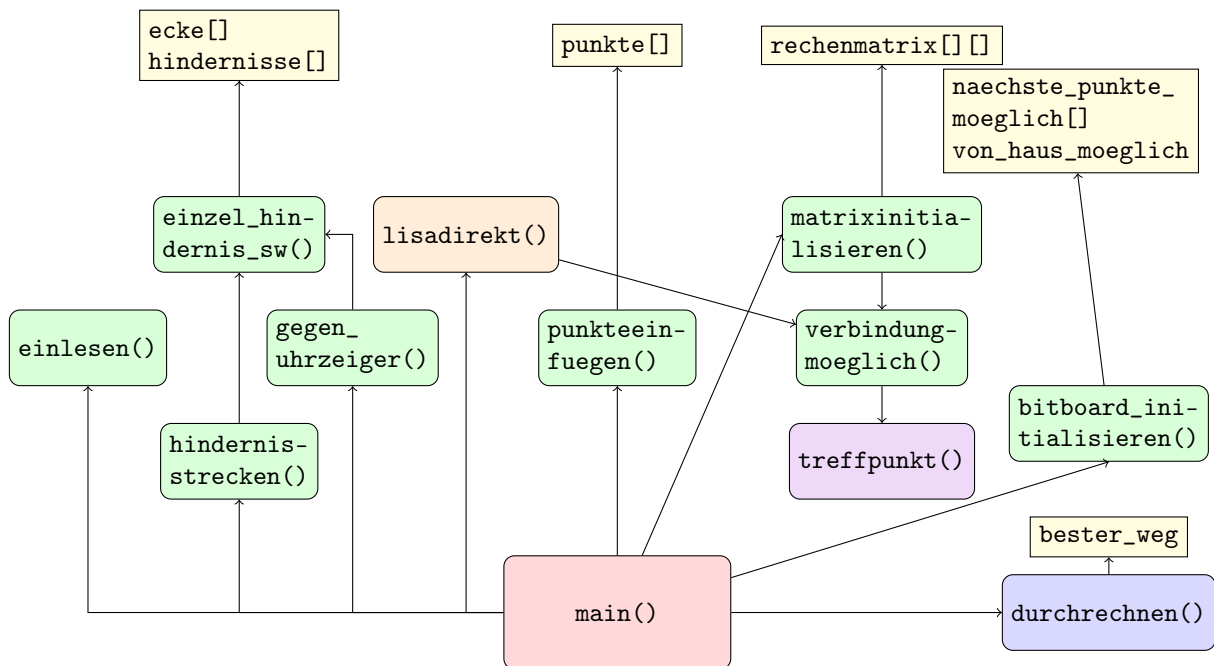 ecke[]
hindernisse[]
punkte[]
rechenmatrix[][]
naechste_punkte_
moeglich[]
von_haus_moeglich
einzel_hin-
dernis_sw()
lisadirekt()
matrixinitia-
lisieren()
einlesen()
gegen_
uhrzeiger()
punkteein-
fuegen()
verbindung-
moeglich()
bitboard_ini-
tialisieren()
hindernis-
strecken()
treffpunkt()
bester_weg
main()
durchrechnen()